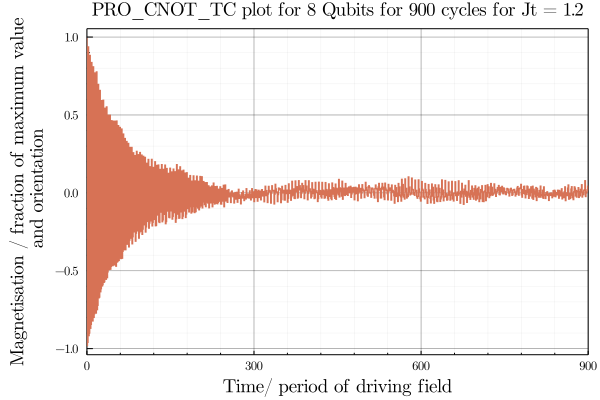 PRO_CNOT_TC plot for 8 Qubits for 900 cycles for Jt = 1.2
Magnetisation / fraction of maximum value
and orientation
1.0
0.5
0.0
−0.5
−1.0
0
300
600
900
Time/ period of driving field